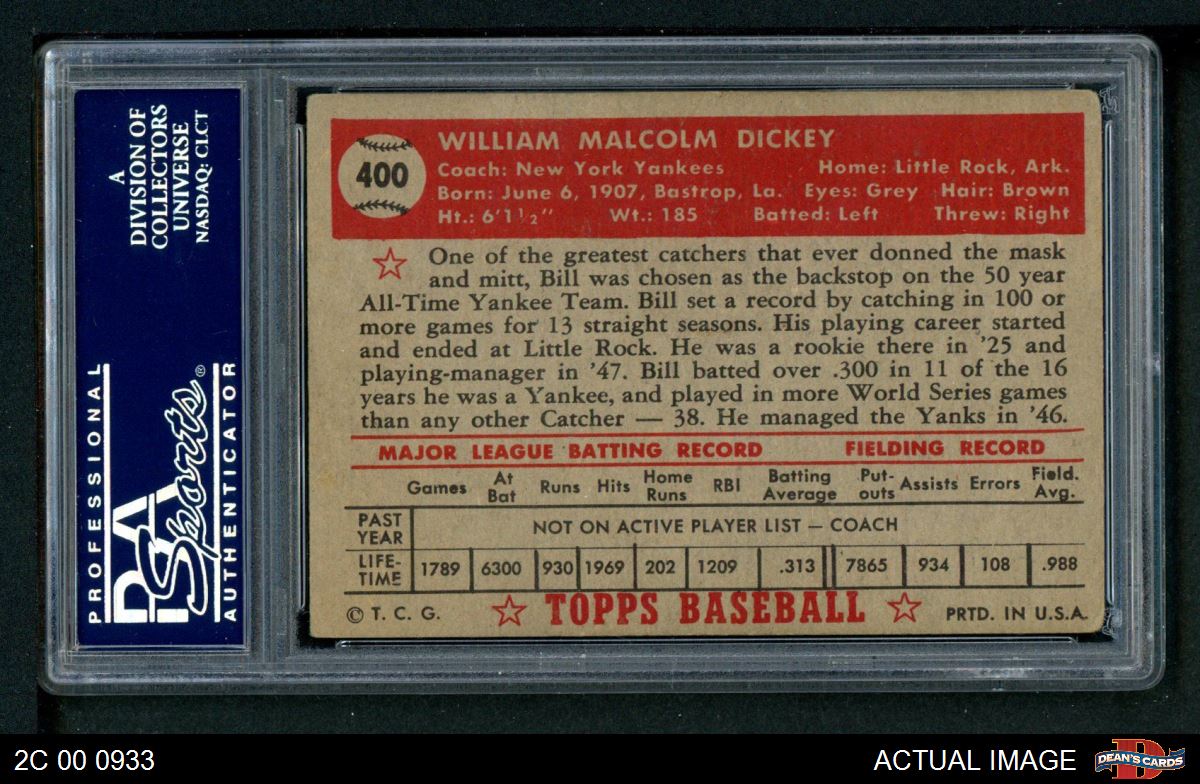 A
DIVISION OF
COLLECTORS
UNIVERSE
NASDAQ: CLCT
PROFESSIONAL
PSA
Sports®
AUTHENTICATOR
400
WILLIAM MALCOLM DICKEY
Coach: New York Yankees Home: Little Rock, Ark.
Born: June 6, 1907, Bastrop, La. Eyes: Grey Hair: Brown
Ht.: 6'1½" Wt.: 185 Batted: Left Threw: Right
One of the greatest catchers that ever donned the mask
and mitt, Bill was chosen as the backstop on the 50 year
All-Time Yankee Team. Bill set a record by catching in 100 or
more games for 13 straight seasons. His playing career started
and ended at Little Rock. He was a rookie there in '25 and
playing-manager in '47. Bill batted over .300 in 11 of the 16
years he was a Yankee, and played in more World Series games
than any other Catcher — 38. He managed the Yanks in '46.
MAJOR LEAGUE BATTING RECORD FIELDING RECORD
Games At Bat Runs Hits Home Runs RBI Batting Average Put-outs Assists Errors Field. Avg.
PAST YEAR NOT ON ACTIVE PLAYER LIST — COACH
LIFE-TIME 1789 6300 930 1969 202 1209 .313 7865 934 108 .988
© T. C. G. TOPPS BASEBALL PRTD. IN U.S.A.
2C 00 0933 ACTUAL IMAGE DEAN'S CARDS